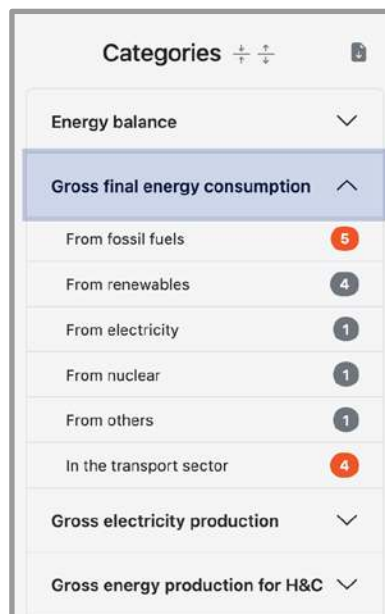 Categories
Energy balance
Gross final energy consumption
From fossil fuels 5
From renewables 4
From electricity 1
From nuclear 1
From others 1
In the transport sector 4
Gross electricity production
Gross energy production for H&C